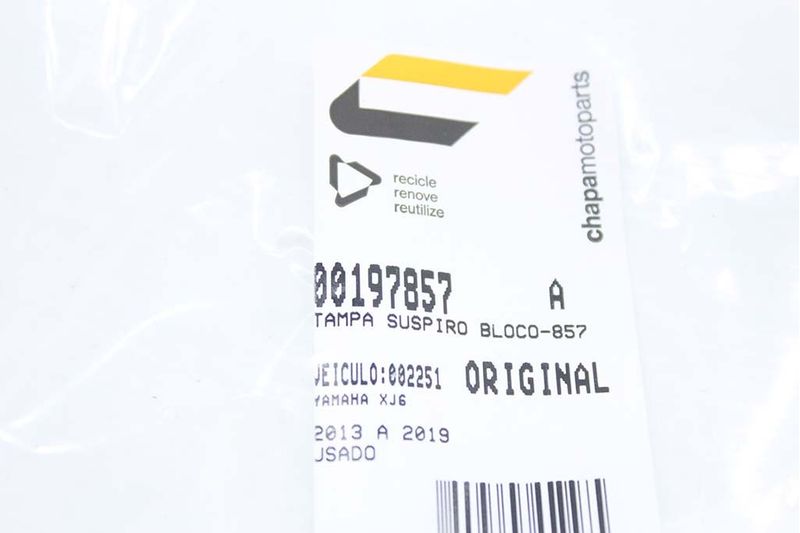 chapamotoparts
recicle
renove
reutilize
00197857 A
TAMPA SUSPIRO BLOCO-857
VEICULO:002251 ORIGINAL
YAMAHA XJ6
2013 A 2019
USADO